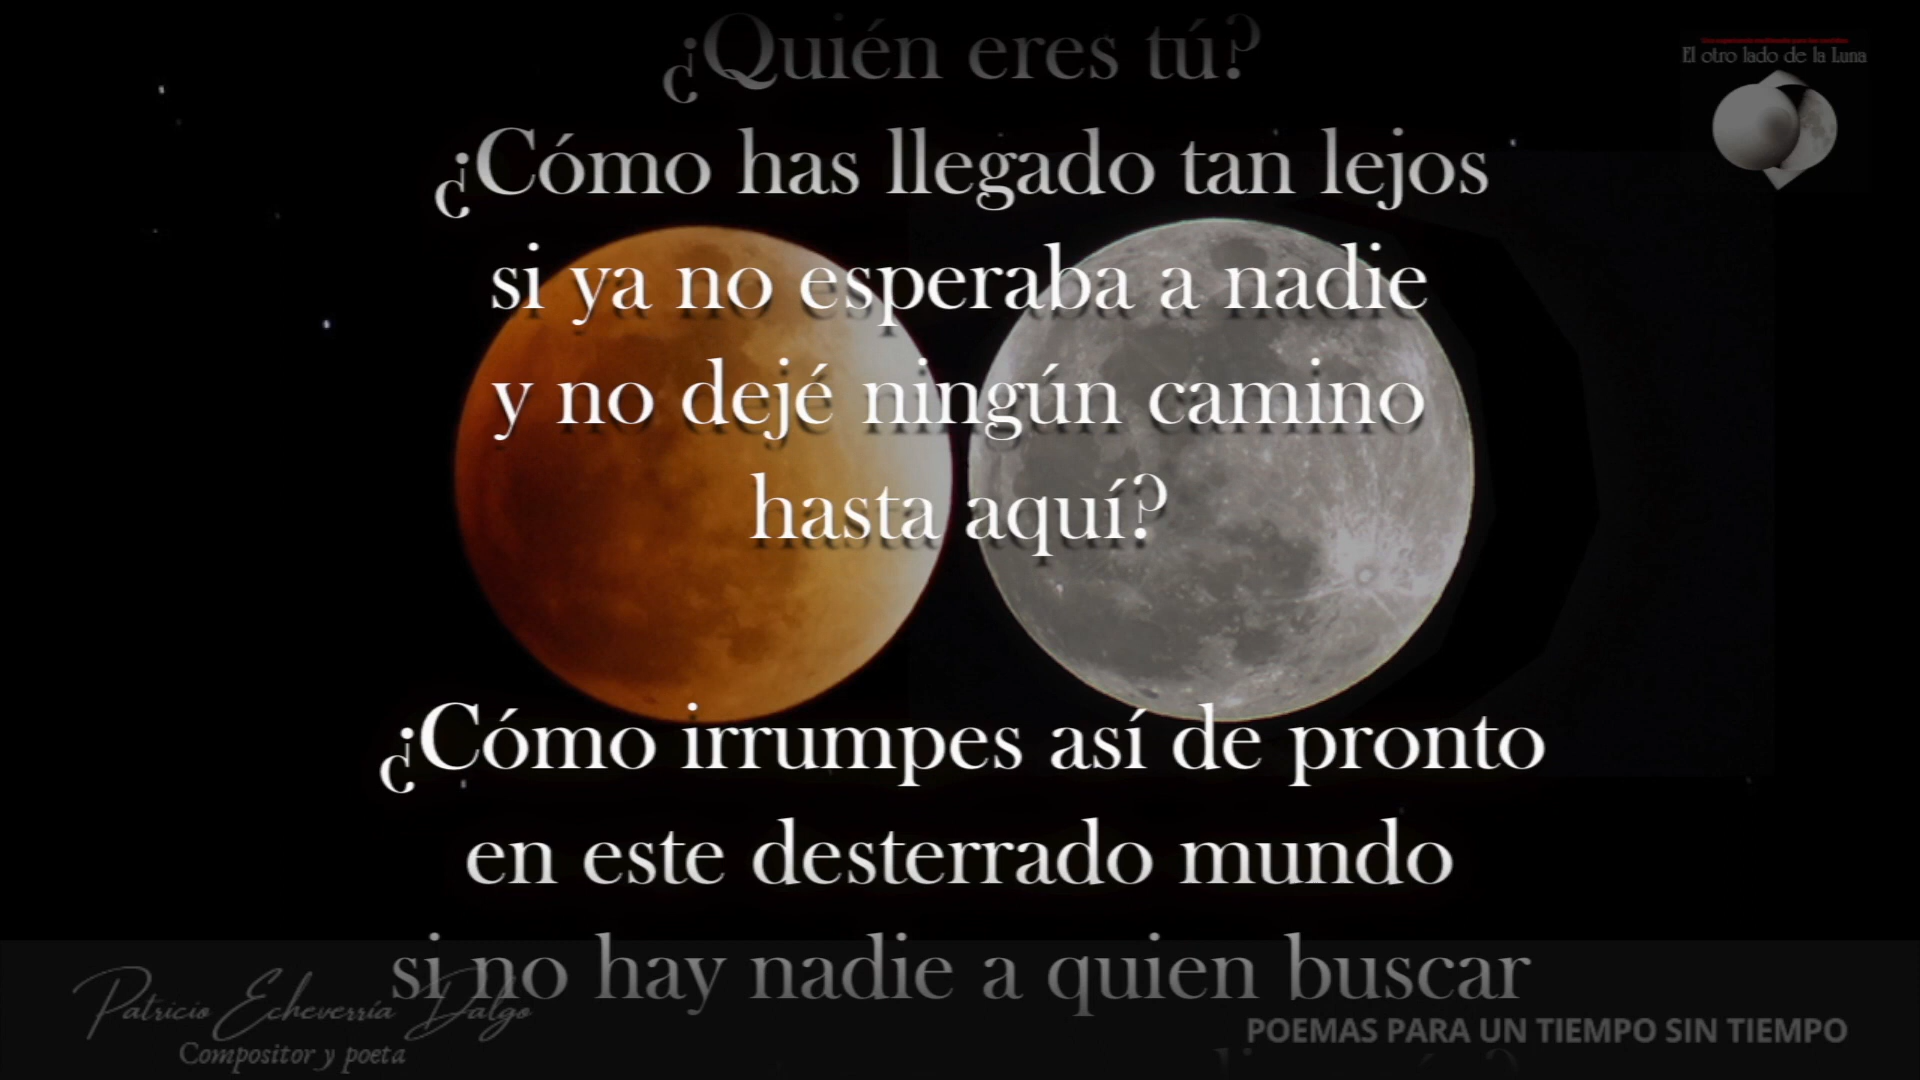 ¿Quién eres tú?
El otro lado de la Luna
¿Cómo has llegado tan lejos
si ya no esperaba a nadie
y no dejé ningún camino
hasta aquí?
¿Cómo irrumpes así de pronto
en este desterrado mundo
si no hay nadie a quien buscar
Patricio Echeverría Dalgo
Compositor y poeta
POEMAS PARA UN TIEMPO SIN TIEMPO